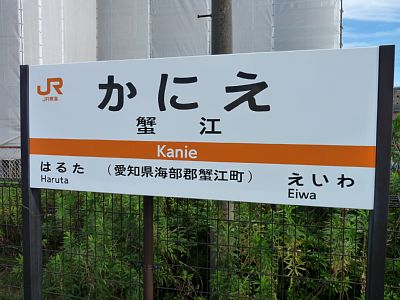 JR
JR東海
かにえ
蟹江
Kanie
はるた
Haruta
(愛知県海部郡蟹江町)
えいわ
Eiwa